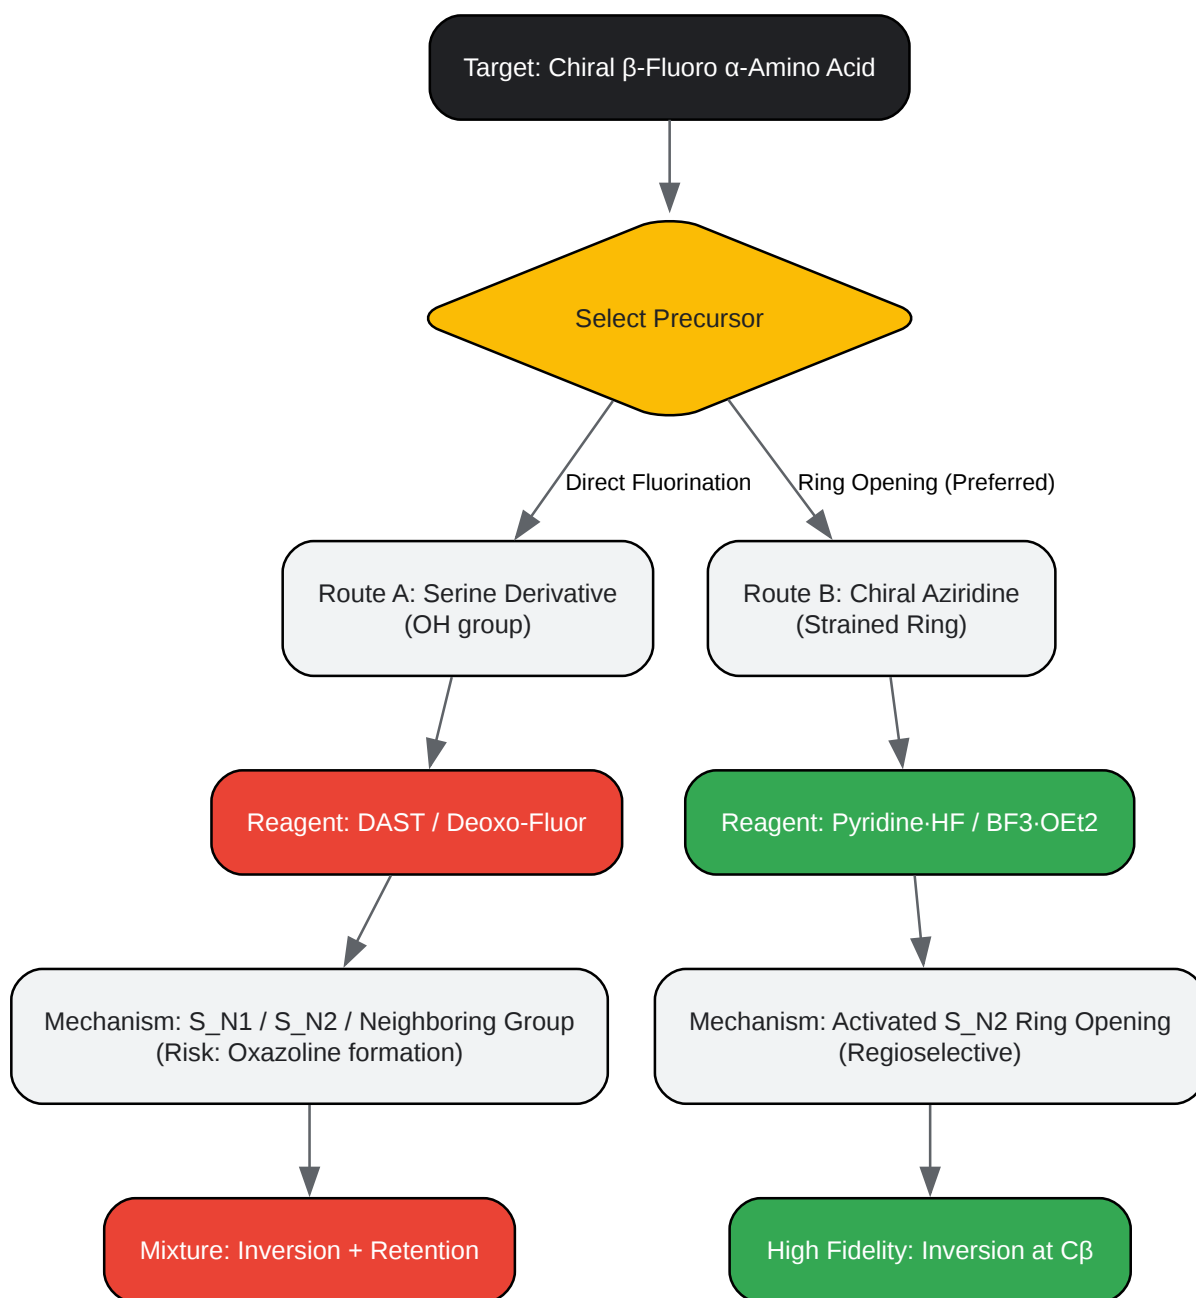 Target: Chiral β-Fluoro α-Amino Acid
Select Precursor
Direct Fluorination
Ring Opening (Preferred)
Route A: Serine Derivative
(OH group)
Route B: Chiral Aziridine
(Strained Ring)
Reagent: DAST / Deoxo-Fluor
Reagent: Pyridine·HF / BF3·OEt2
Mechanism: S_N1 / S_N2 / Neighboring Group
(Risk: Oxazoline formation)
Mechanism: Activated S_N2 Ring Opening
(Regioselective)
Mixture: Inversion + Retention
High Fidelity: Inversion at Cβ